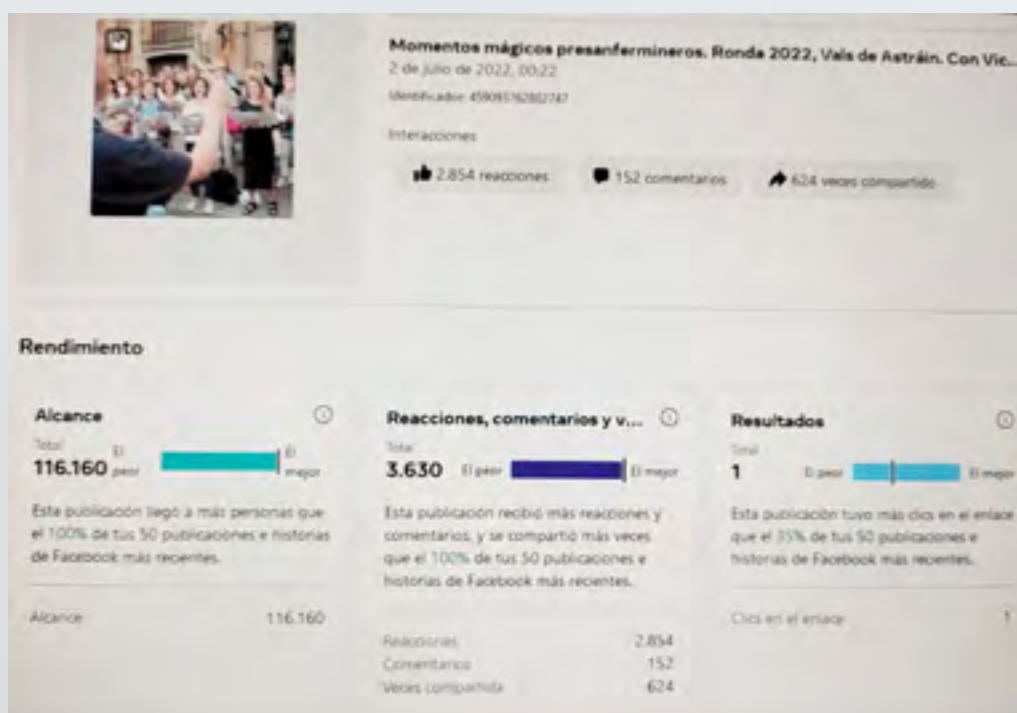 Momentos mágicos presanfermineros. Ronda 2022, Vals de Astráin. Con Vic...
2 de julio de 2022, 00:22
Identificador:
Interacciones
2.854 reacciones
152 comentarios
624 veces compartido
Rendimiento
Alcance
Total
116.160
El peor
El mejor
Esta publicación llegó a más personas que
el 100% de tus 50 publicaciones e historias
de Facebook más recientes.
Alcance 116.160
Reacciones, comentarios y v...
Total
3.630 El peor El mejor
Esta publicación recibió más reacciones y
comentarios, y se compartió más veces
que el 100% de tus 50 publicaciones e
historias de Facebook más recientes.
Reacciones 2.854
Comentarios 152
Veces compartida 624
Resultados
Total
1 El peor El mejor
Esta publicación tuvo más clics en el enlace
que el 35% de tus 50 publicaciones e
historias de Facebook más recientes.
Clics en el enlace 1